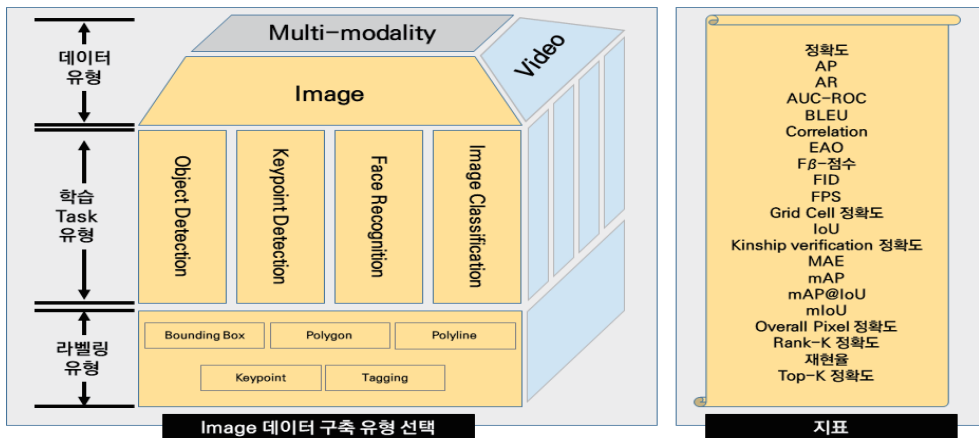 데이터
유형
Multi-modality
Image
Video
학습
Task
유형
Object Detection
Keypoint Detection
Face Recognition
Image Classification
라벨링
유형
Bounding Box
Polygon
Polyline
Keypoint
Tagging
Image 데이터 구축 유형 선택
정확도
AP
AR
AUC-ROC
BLEU
Correlation
EAO
Fβ-점수
FID
FPS
Grid Cell 정확도
IoU
Kinship verification 정확도
MAE
mAP
mAP@IoU
mIoU
Overall Pixel 정확도
Rank-K 정확도
재현율
Top-K 정확도
지표